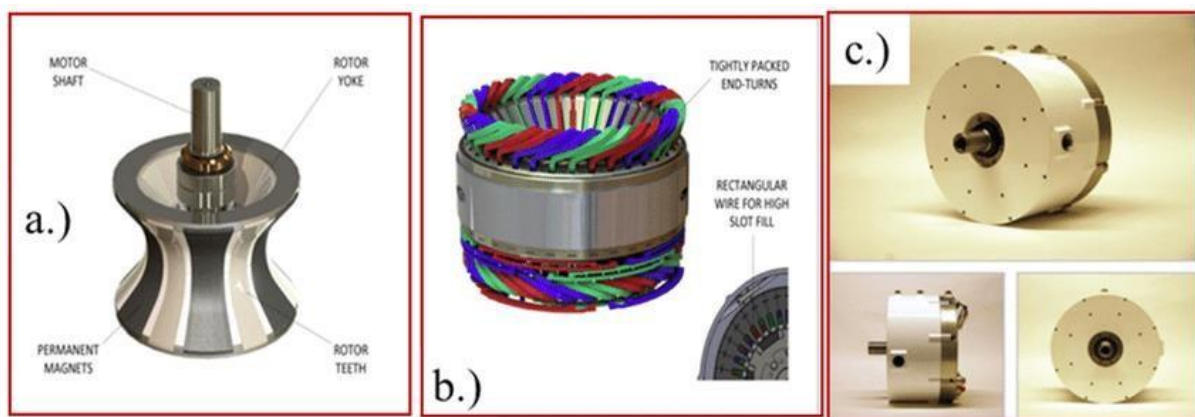 MOTOR
SHAFT
ROTOR
YOKE
a.)
PERMANENT
MAGNETS
ROTOR
TEETH
TIGHTLY PACKED
END-TURNS
RECTANGULAR
WIRE FOR HIGH
SLOT FILL
b.)
c.)